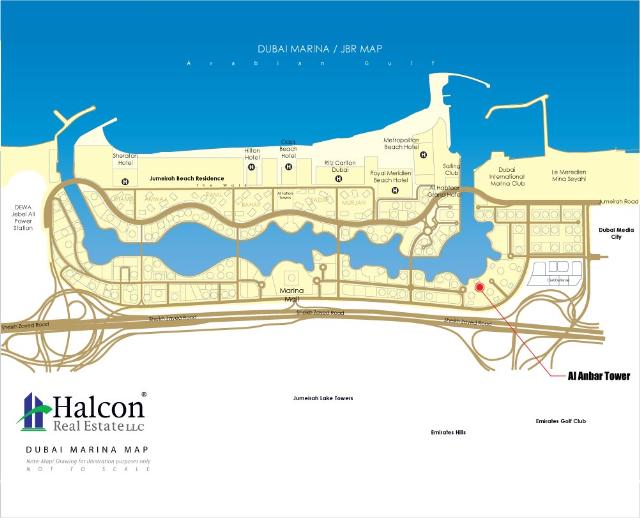 DUBAI MARINA / JBR MAP
Arabian Gulf
Metropolitan
Beach Hotel
Oasis
Beach
Hotel
Hilton
Hotel
Sheraton
Hotel
Ritz Carlton
Dubai
Royal Meridien
Beach Hotel
Sailing
Club
Dubai
International
Marina Club
Le Meredien
Mina Seyahi
H
H
H
H
H
H
Jumeirah Beach Residence
The Walk
Al Habtoor
Grand Hotel
Jumeirah Road
DEWA
Jebel Ali
Power
Station
Dubai Media
City
Marina
Mall
Sheikh Zayed Road
Sheikh Zayed Road
Sheikh Zayed Road
Sheikh Zayed Road
Al Anbar Tower
Jumeirah Lake Towers
Emirates Hills
Emirates Golf Club
Halcon®
Real Estate LLC
DUBAI MARINA MAP
Note: Map/ Drawing for illustration purposes only
NOT TO SCALE